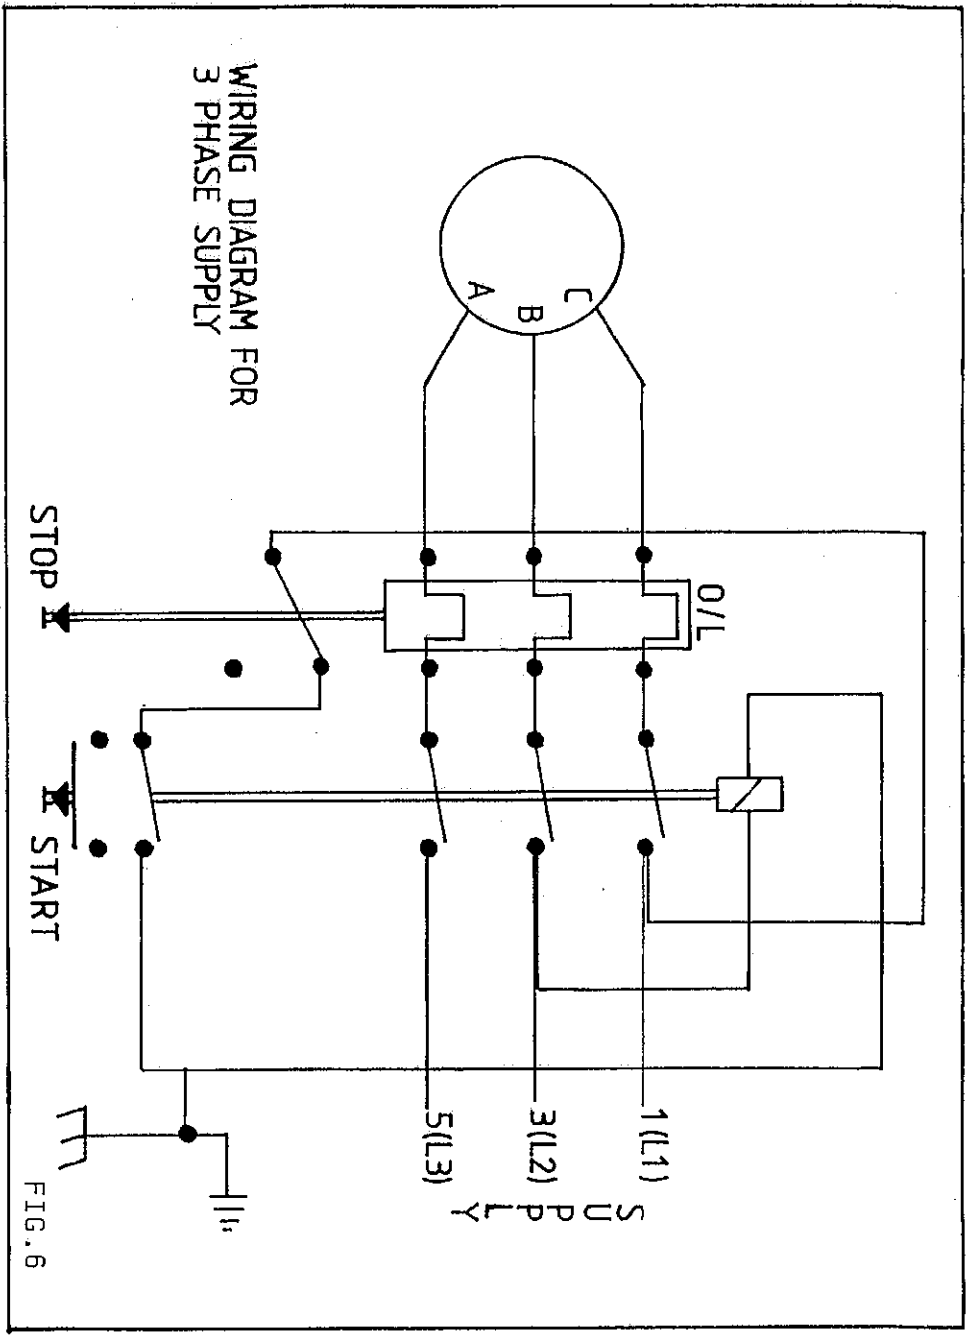 WIRING DIAGRAM FOR
3 PHASE SUPPLY
A
B
C
O/L
STOP
START
1(L1)
3(L2)
5(L3)
SUPPLY
FIG.6